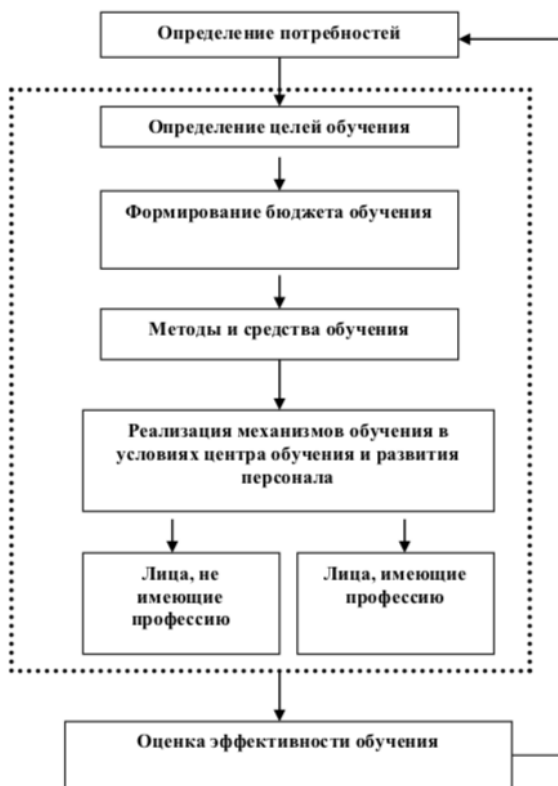 Определение потребностей
Определение целей обучения
Формирование бюджета обучения
Методы и средства обучения
Реализация механизмов обучения в
условиях центра обучения и развития
персонала
Лица, не
имеющие
профессию
Лица, имеющие
профессию
Оценка эффективности обучения